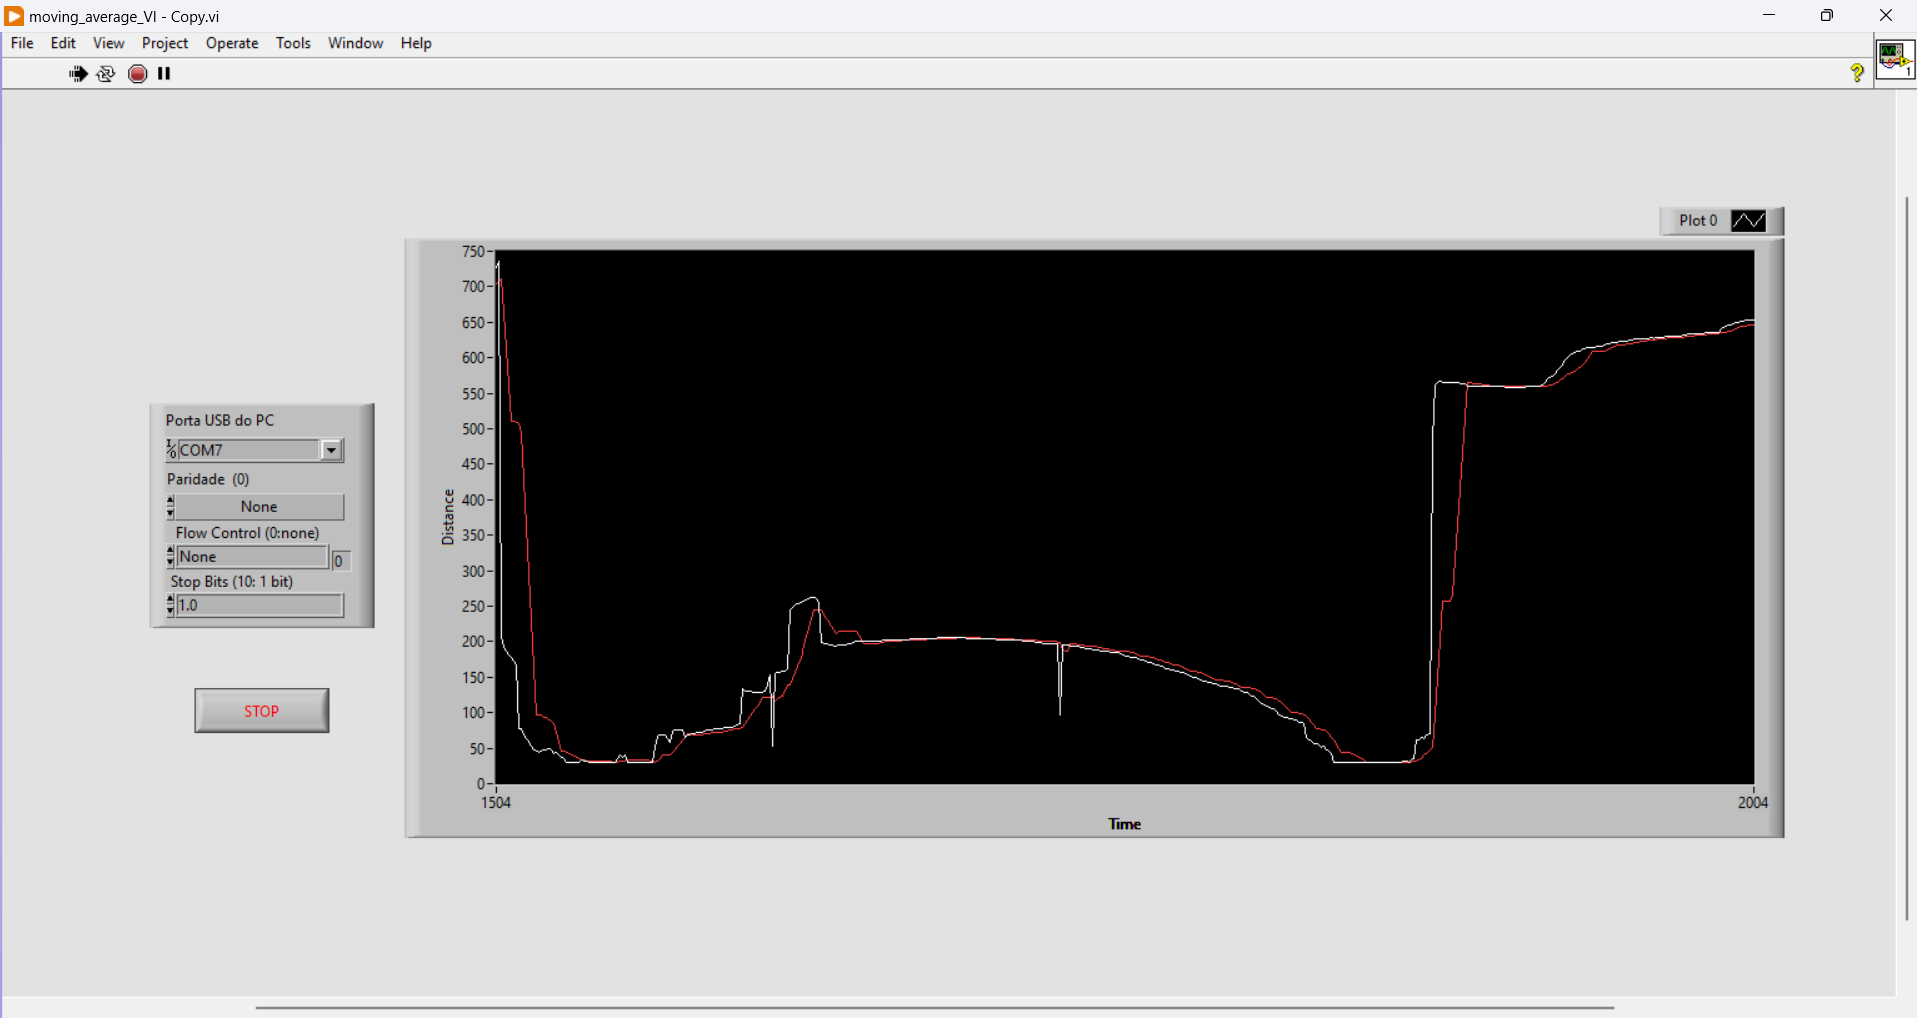 moving_average_VI - Copy.vi
File Edit View Project Operate Tools Window Help
?
1
Plot 0
Porta USB do PC
I/O COM7
Paridade (0)
None
Flow Control (0:none)
None
0
Stop Bits (10: 1 bit)
1.0
STOP
Distance
750
700
650
600
550
500
450
400
350
300
250
200
150
100
50
0
1504 2004
Time